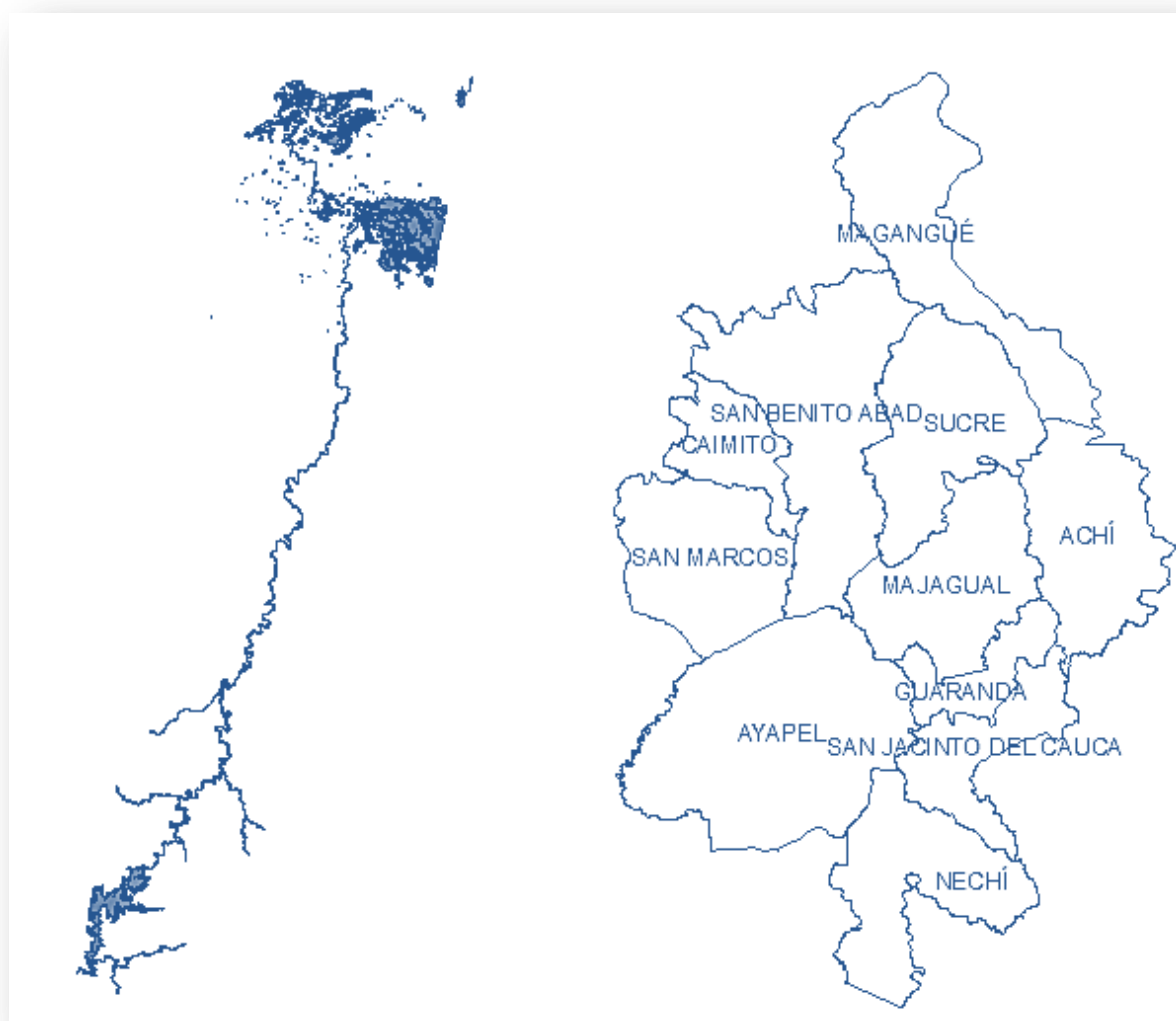 MAGANGUÉ
SAN BENITO ABAD
SUCRE
CAIMITO
ACHÍ
SAN MARCOS
MAJAGUAL
GUARANDA
AYAPEL
SAN JACINTO DEL CAUCA
NECHÍ